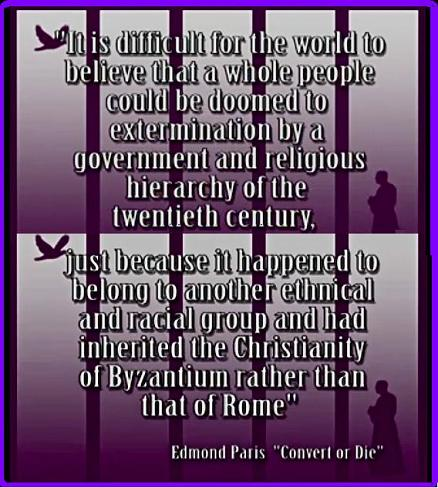 "It is difficult for the world to
believe that a whole people
could be doomed to
extermination by a
government and religious
hierarchy of the
twentieth century,
just because it happened to
belong to another ethnical
and racial group and had
inherited the Christianity
of Byzantium rather than
that of Rome"
Edmond Paris "Convert or Die"